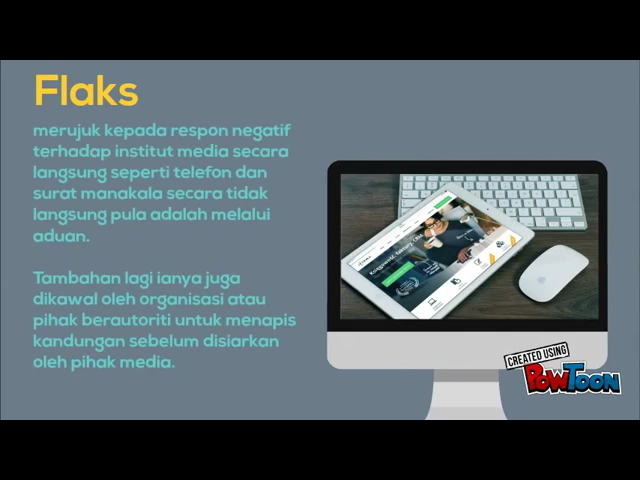 Flaks
merujuk kepada respon negatif
terhadap institut media secara
langsung seperti telefon dan
surat manakala secara tidak
langsung pula adalah melalui
aduan.
Tambahan lagi ianya juga
dikawal oleh organisasi atau
pihak berautoriti untuk menapis
kandungan sebelum disiarkan
oleh pihak media.
CREATED USING
POWTOON